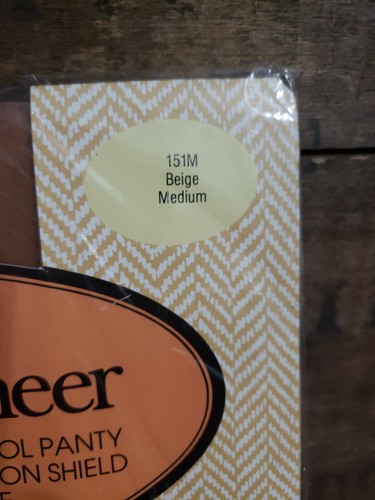 151M
Beige
Medium
heer
OL PANTY
ON SHIELD